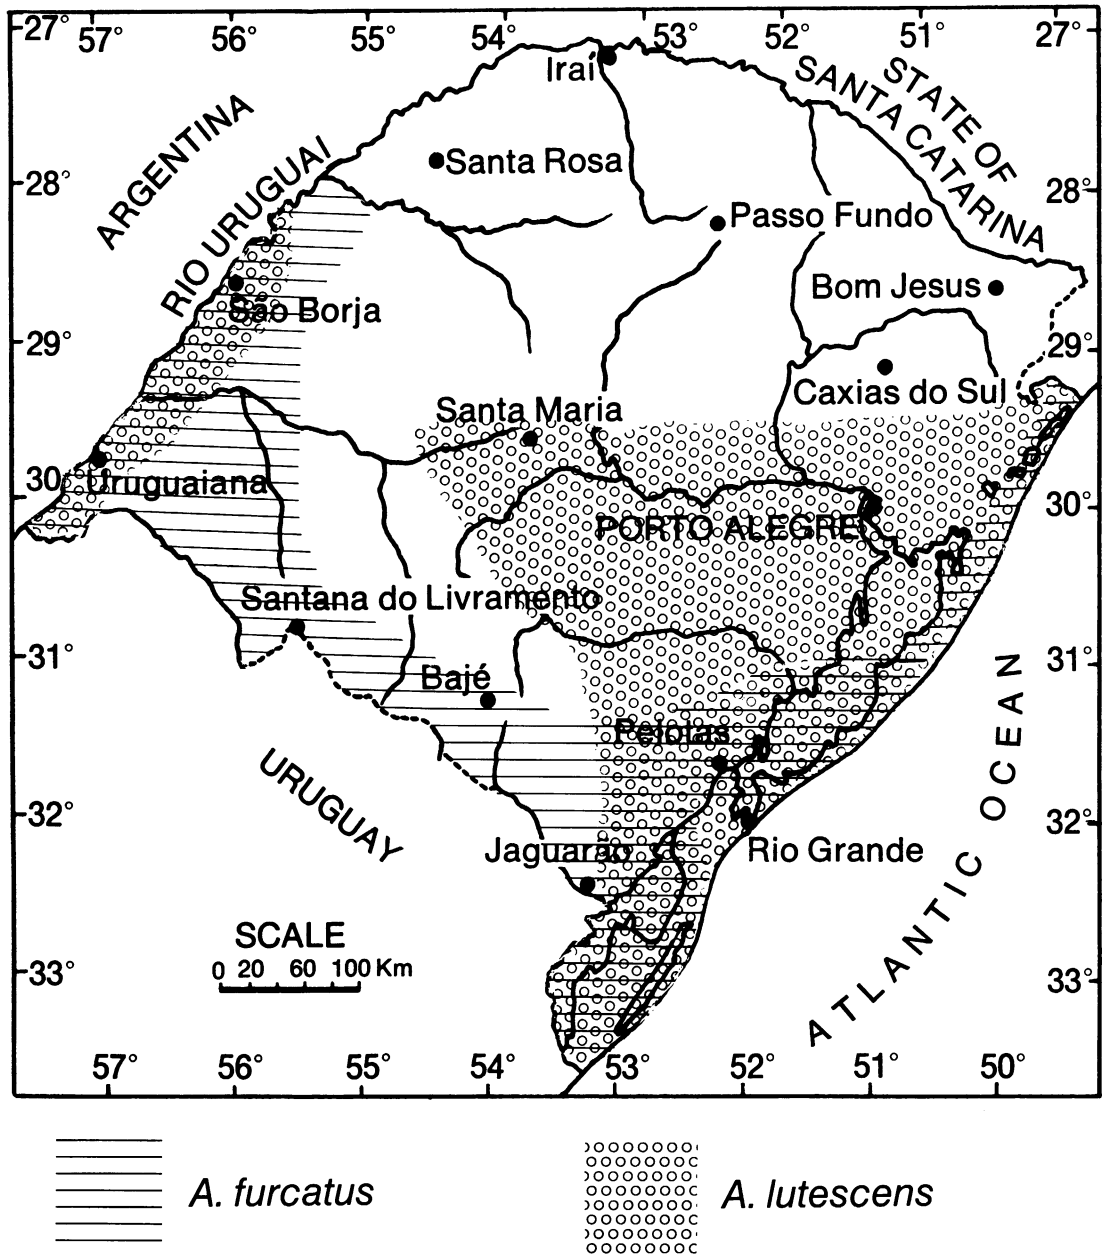 27° 57° 56° 55° 54° 53° 52° 51° 27°
Iraí
STATE OF
SANTA CATARINA
ARGENTINA
Santa Rosa
28° 28°
RIO URUGUAI
Passo Fundo
Bom Jesus
São Borja
29° 29°
Caxias do Sul
Santa Maria
30° Uruguaiana 30°
PORTO ALEGRE
Santana do Livramento
31° 31°
Bajé
Pelotas
URUGUAY
32° 32°
Jaguarão Rio Grande
ATLANTIC OCEAN
SCALE
0 20 60 100 Km
33° 33°
57° 56° 55° 54° 53° 52° 51° 50°
A. furcatus A. lutescens